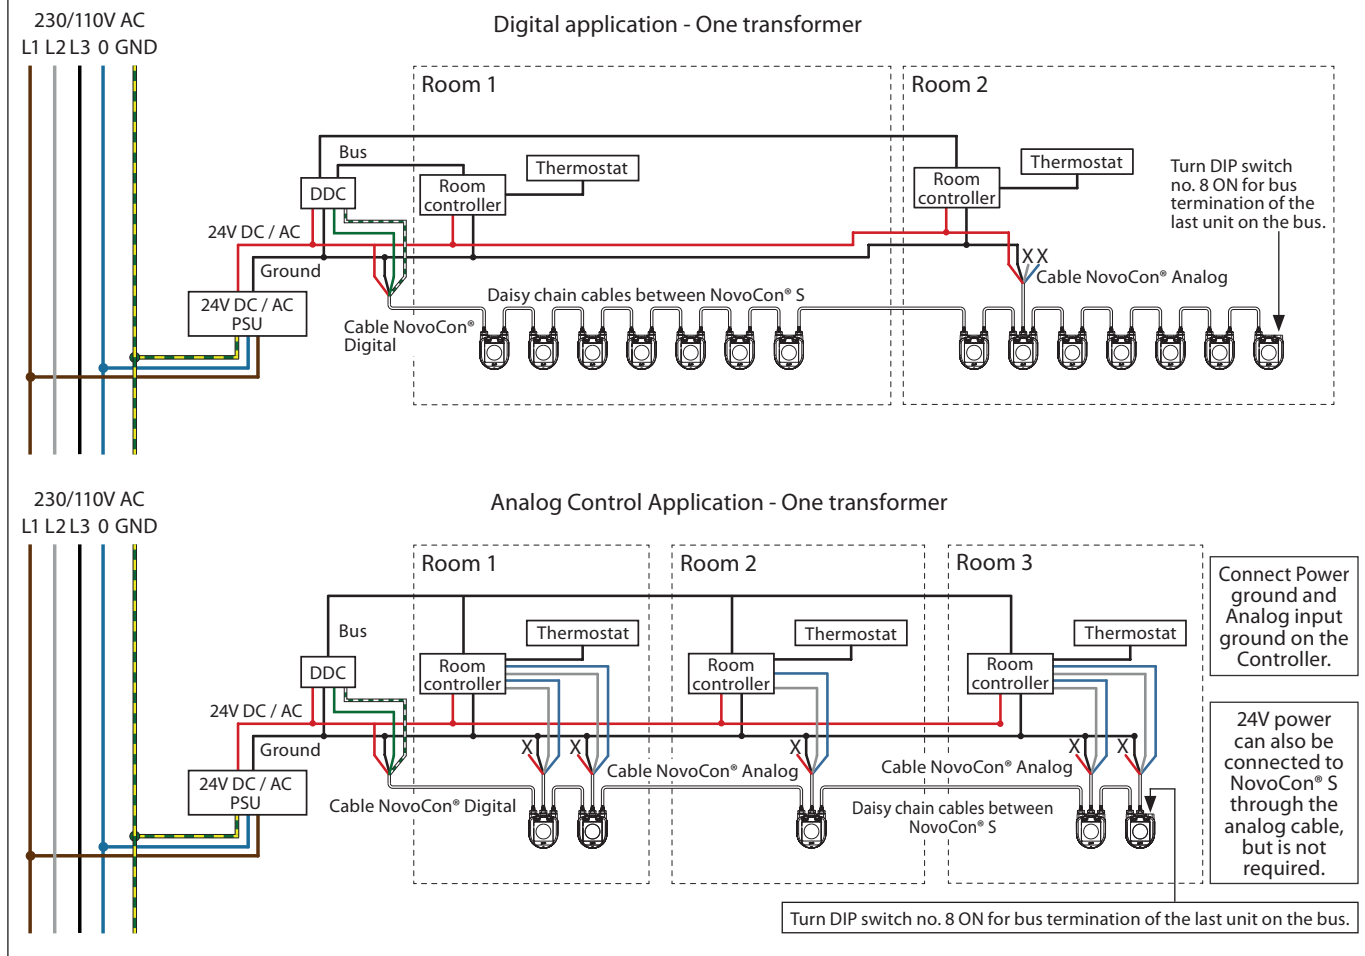 230/110V AC
L1 L2 L3 0 GND
Digital application - One transformer
Room 1
Room 2
Bus
DDC
Room
controller
Thermostat
Room
controller
Thermostat
Turn DIP switch
no. 8 ON for bus
termination of the
last unit on the bus.
24V DC / AC
Ground
24V DC / AC
PSU
X X
Cable NovoCon® Analog
Daisy chain cables between NovoCon® S
Cable NovoCon®
Digital
230/110V AC
L1 L2 L3 0 GND
Analog Control Application - One transformer
Room 1
Room 2
Room 3
Bus
DDC
Room
controller
Thermostat
Room
controller
Thermostat
Room
controller
Thermostat
Connect Power
ground and
Analog input
ground on the
Controller.
24V DC / AC
Ground
24V DC / AC
PSU
X
X
X
X
X
Cable NovoCon® Analog
Cable NovoCon® Analog
Cable NovoCon® Digital
Daisy chain cables between
NovoCon® S
24V power
can also be
connected to
NovoCon® S
through the
analog cable,
but is not
required.
Turn DIP switch no. 8 ON for bus termination of the last unit on the bus.